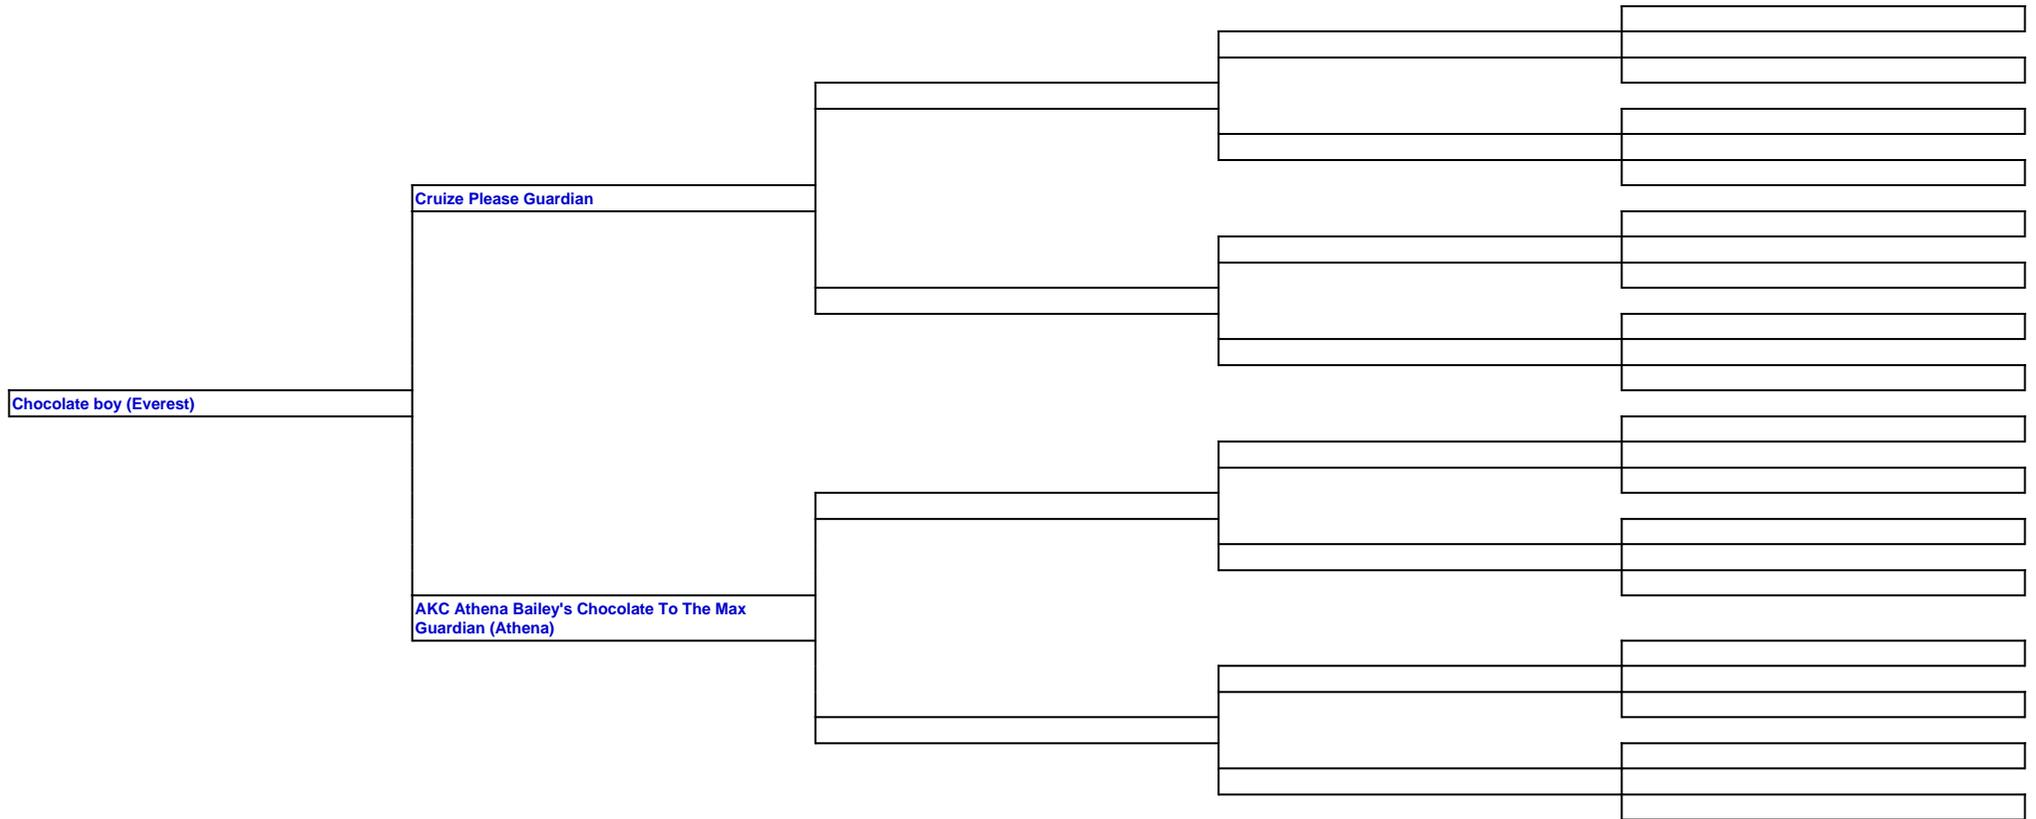 Cruize Please Guardian
Chocolate boy (Everest)
AKC Athena Bailey's Chocolate To The Max
Guardian (Athena)